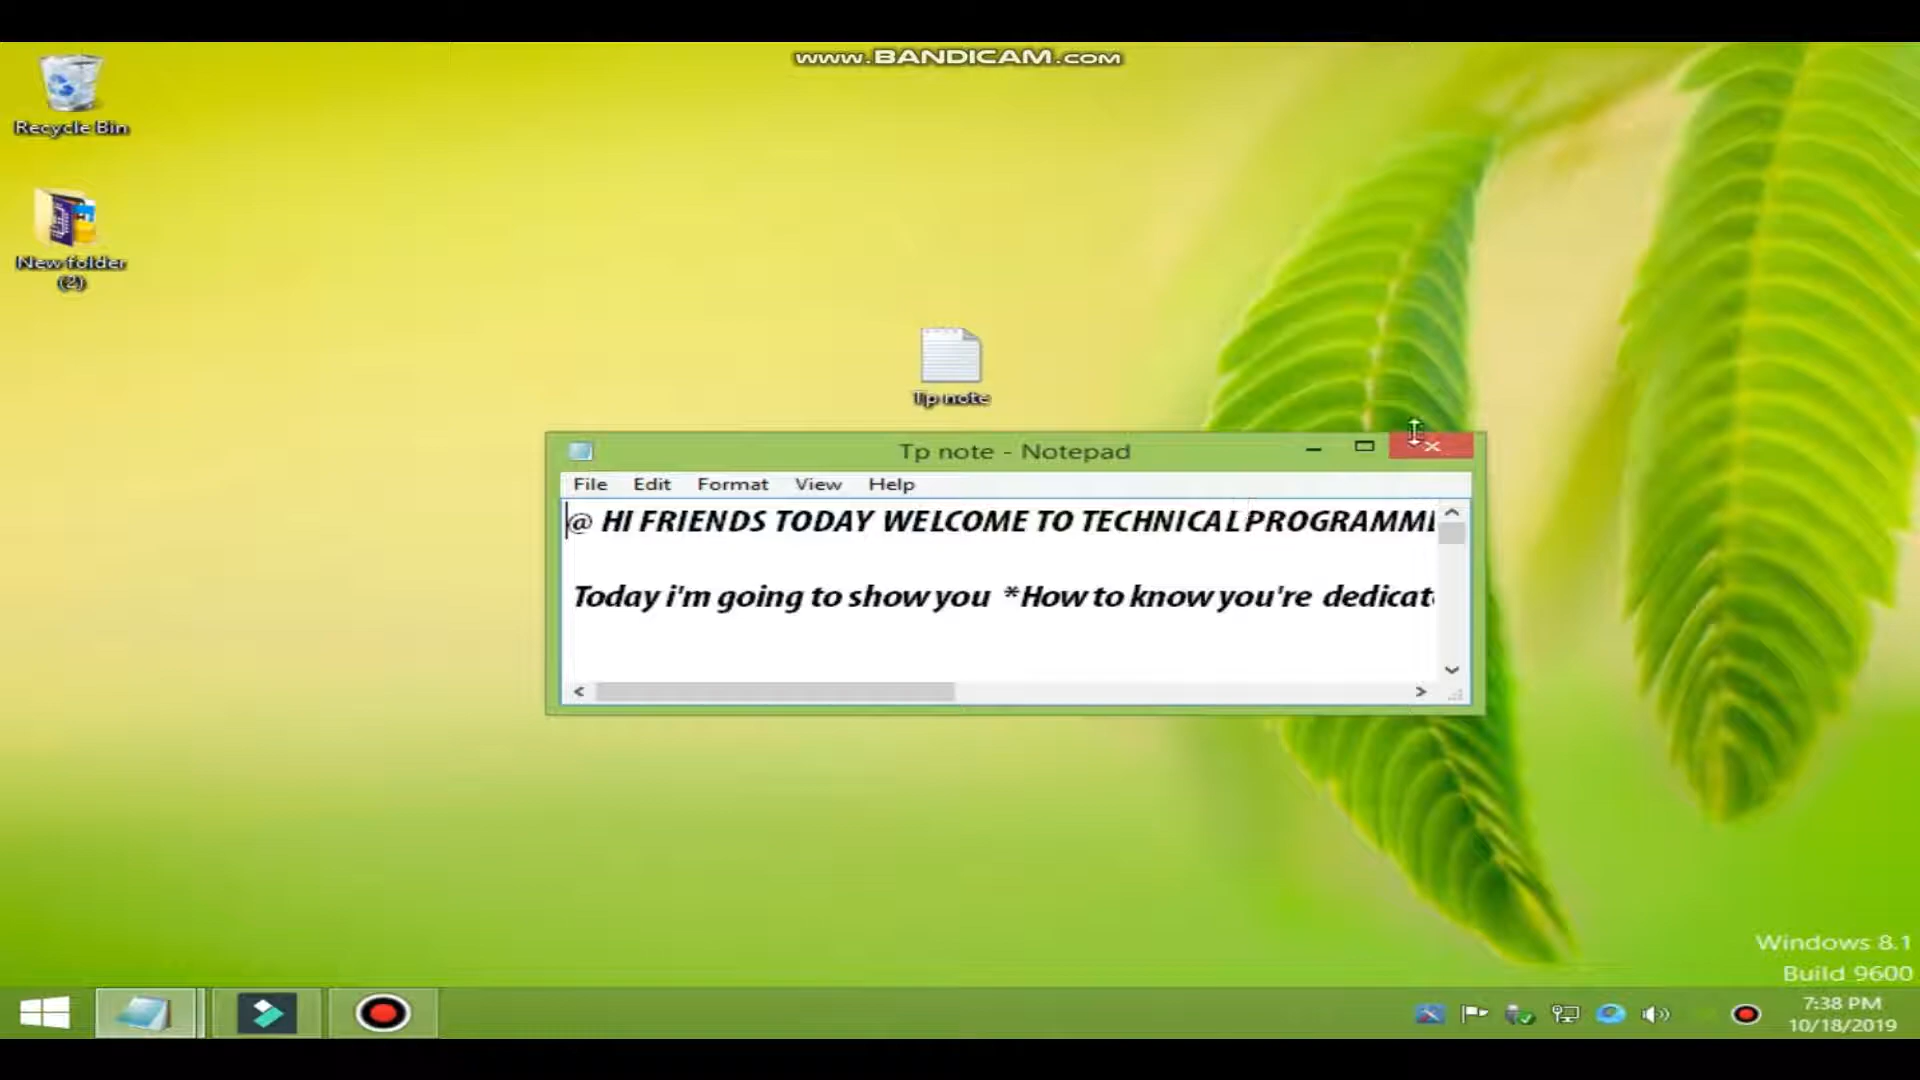 www.BANDICAM.com
Recycle Bin
New folder
(2)
Tp note
Tp note - Notepad
File Edit Format View Help
@ HI FRIENDS TODAY WELCOME TO TECHNICAL PROGRAMM
Today i'm going to show you *How to know you're dedicat
Windows 8.1
Build 9600
7:38 PM
10/18/2019